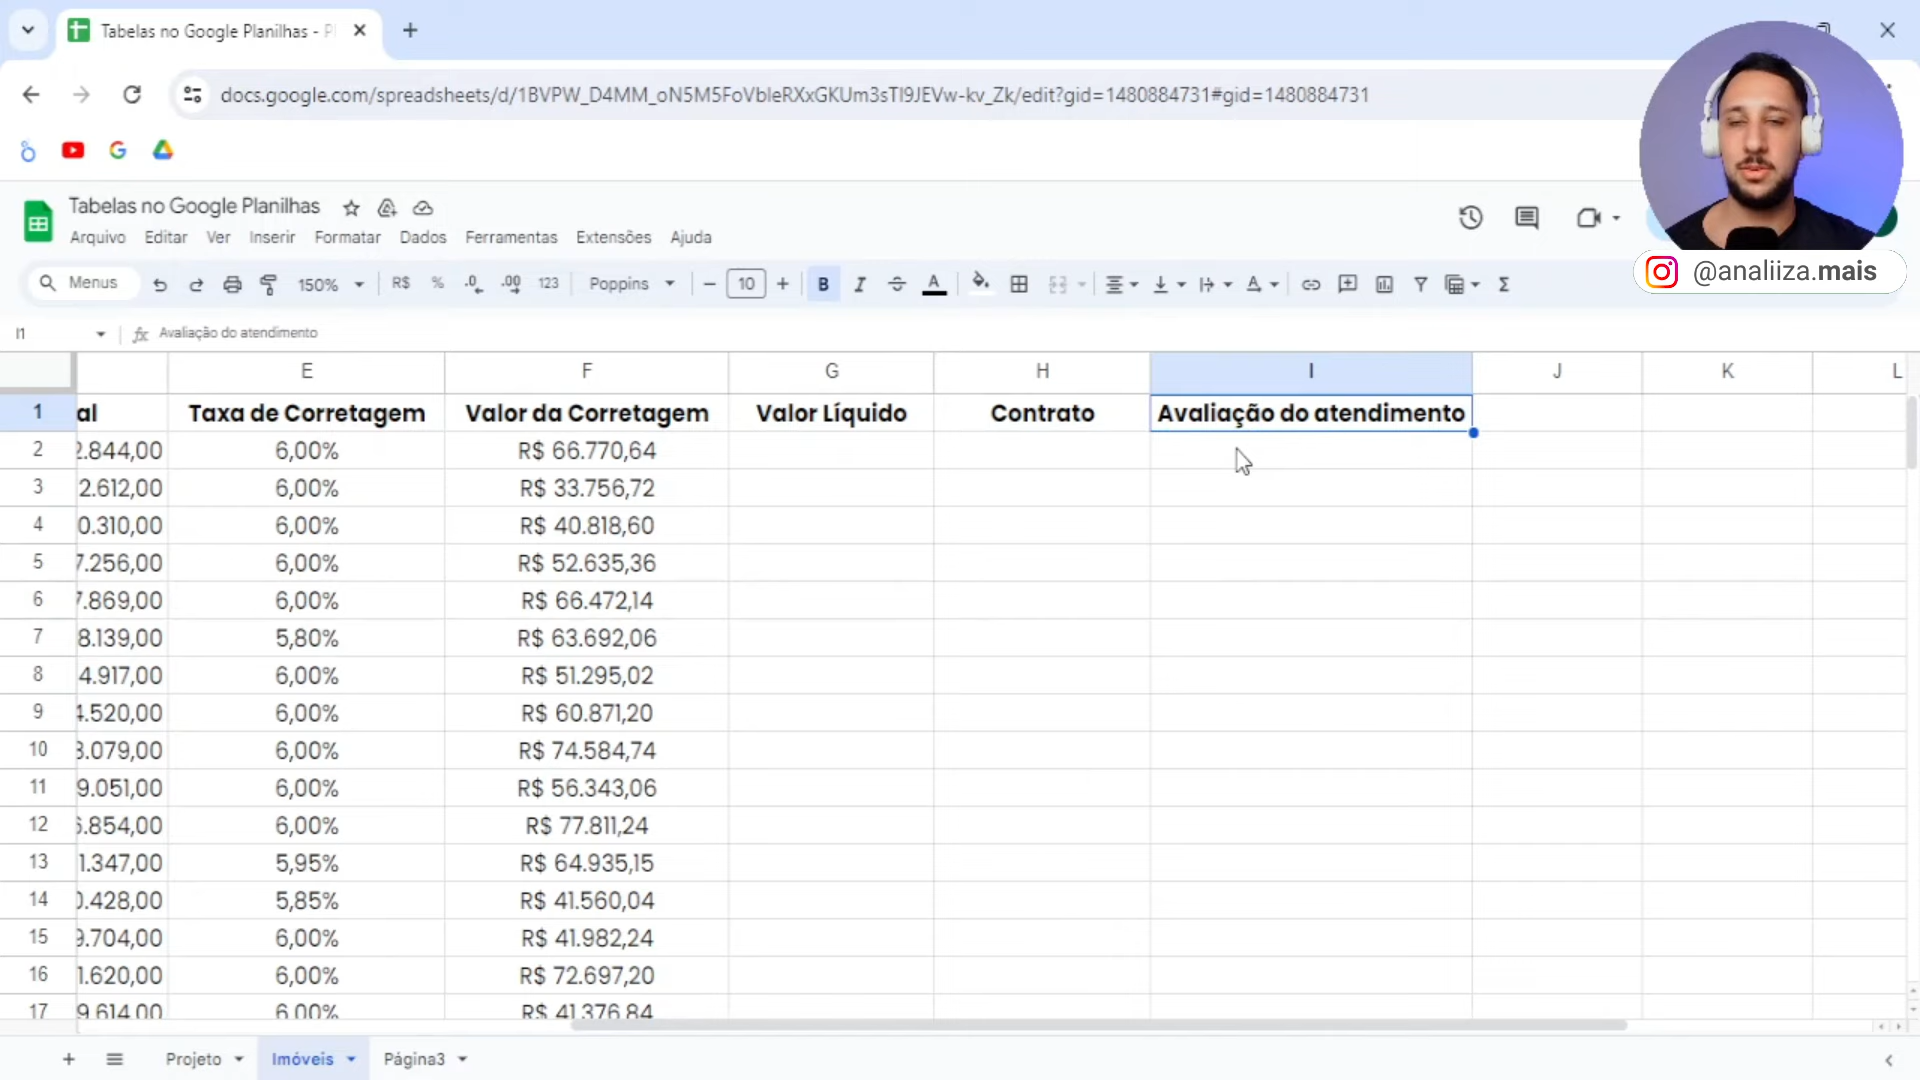 Tabelas no Google Planilhas - P
docs.google.com/spreadsheets/d/1BVPW_D4MM_oN5M5FoVbleRXxGKUm3sTl9JEVw-kv_Zk/edit?gid=1480884731#gid=1480884731
Tabelas no Google Planilhas
Arquivo Editar Ver Inserir Formatar Dados Ferramentas Extensões Ajuda
@analiiza.mais
Menus 150% R$ % .0 .00 123 Poppins 10 B I A Σ
I1 fx Avaliação do atendimento
E F G H I J K L
1 al Taxa de Corretagem Valor da Corretagem Valor Líquido Contrato Avaliação do atendimento
2 2.844,00 6,00% R$ 66.770,64
3 2.612,00 6,00% R$ 33.756,72
4 0.310,00 6,00% R$ 40.818,60
5 7.256,00 6,00% R$ 52.635,36
6 7.869,00 6,00% R$ 66.472,14
7 8.139,00 5,80% R$ 63.692,06
8 4.917,00 6,00% R$ 51.295,02
9 4.520,00 6,00% R$ 60.871,20
10 3.079,00 6,00% R$ 74.584,74
11 9.051,00 6,00% R$ 56.343,06
12 6.854,00 6,00% R$ 77.811,24
13 1.347,00 5,95% R$ 64.935,15
14 0.428,00 5,85% R$ 41.560,04
15 9.704,00 6,00% R$ 41.982,24
16 1.620,00 6,00% R$ 72.697,20
17 9.614,00 6,00% R$ 41.376,84
Projeto Imóveis Página3